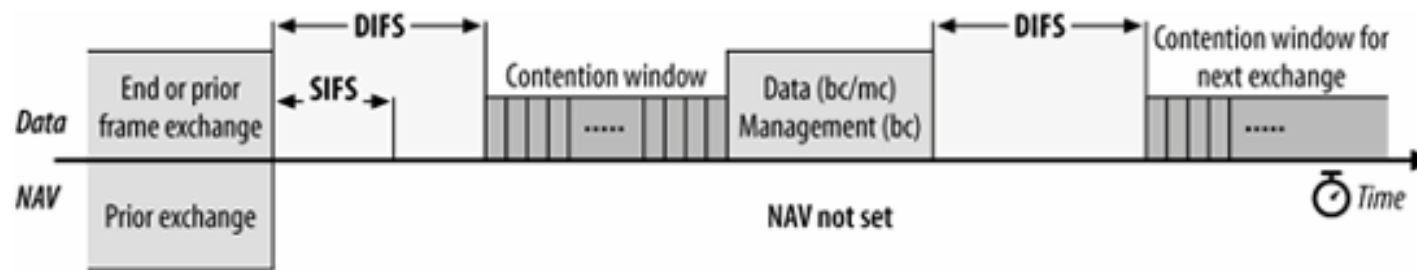 DIFS
DIFS
Contention window for
next exchange
End or prior
frame exchange
SIFS
Contention window
Data (bc/mc)
Management (bc)
Data
.....
.....
NAV
Prior exchange
NAV not set
Time